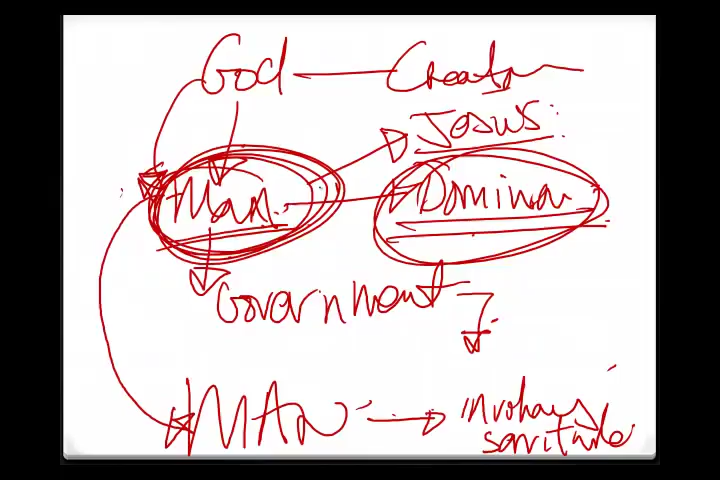 God Creator
Jesus:
Man Dominion
Government
MAN involuntary
servitude